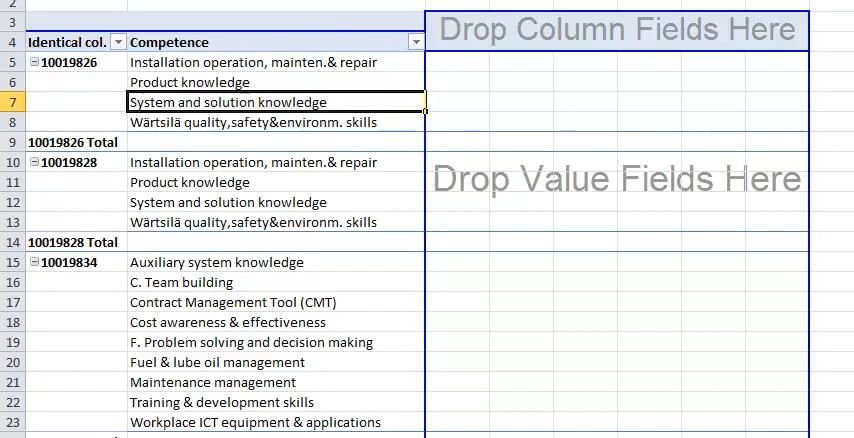 2
3 Drop Column Fields Here
4 Identical col. Competence
5 10019826 Installation operation, mainten.& repair
6 Product knowledge
7 System and solution knowledge
8 Wärtsilä quality,safety&environm. skills
9 10019826 Total
10 10019828 Installation operation, mainten.& repair
11 Product knowledge Drop Value Fields Here
12 System and solution knowledge
13 Wärtsilä quality,safety&environm. skills
14 10019828 Total
15 10019834 Auxiliary system knowledge
16 C. Team building
17 Contract Management Tool (CMT)
18 Cost awareness & effectiveness
19 F. Problem solving and decision making
20 Fuel & lube oil management
21 Maintenance management
22 Training & development skills
23 Workplace ICT equipment & applications